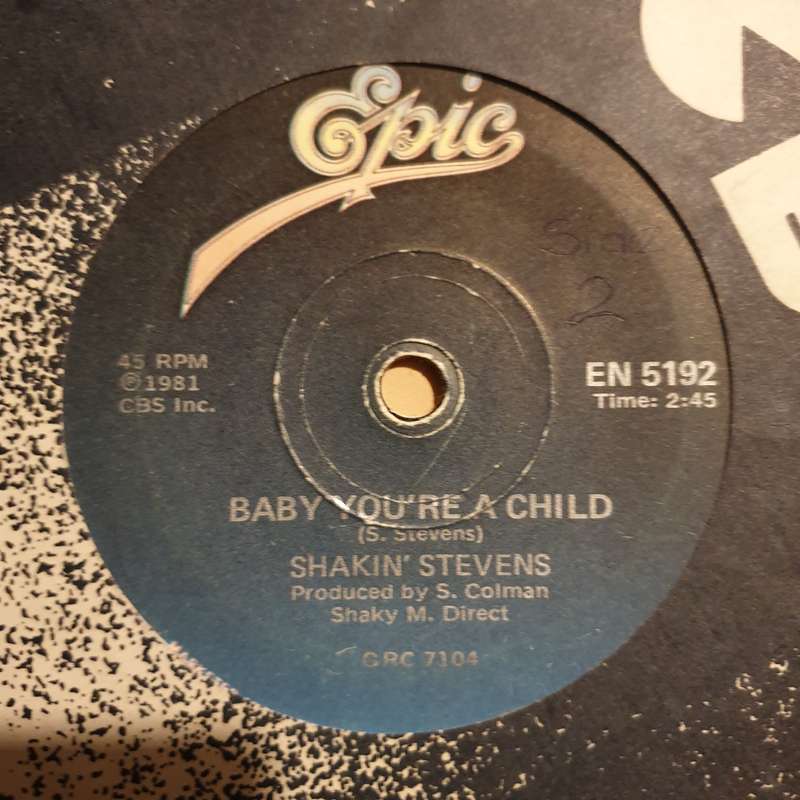 Epic
Side
2
45 RPM
℗1981
CBS Inc.
EN 5192
Time: 2:45
BABY YOU'RE A CHILD
(S. Stevens)
SHAKIN' STEVENS
Produced by S. Colman
Shaky M. Direct
GRC 7104